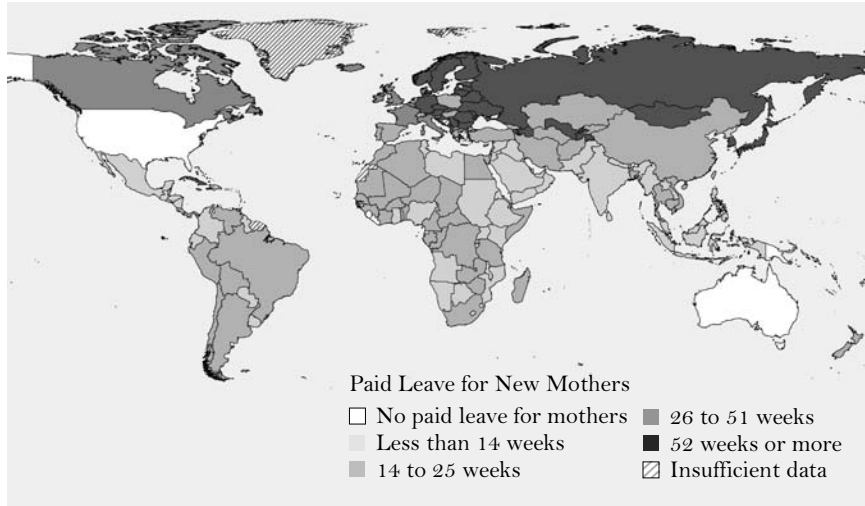 Paid Leave for New Mothers
No paid leave for mothers
Less than 14 weeks
14 to 25 weeks
26 to 51 weeks
52 weeks or more
Insufficient data